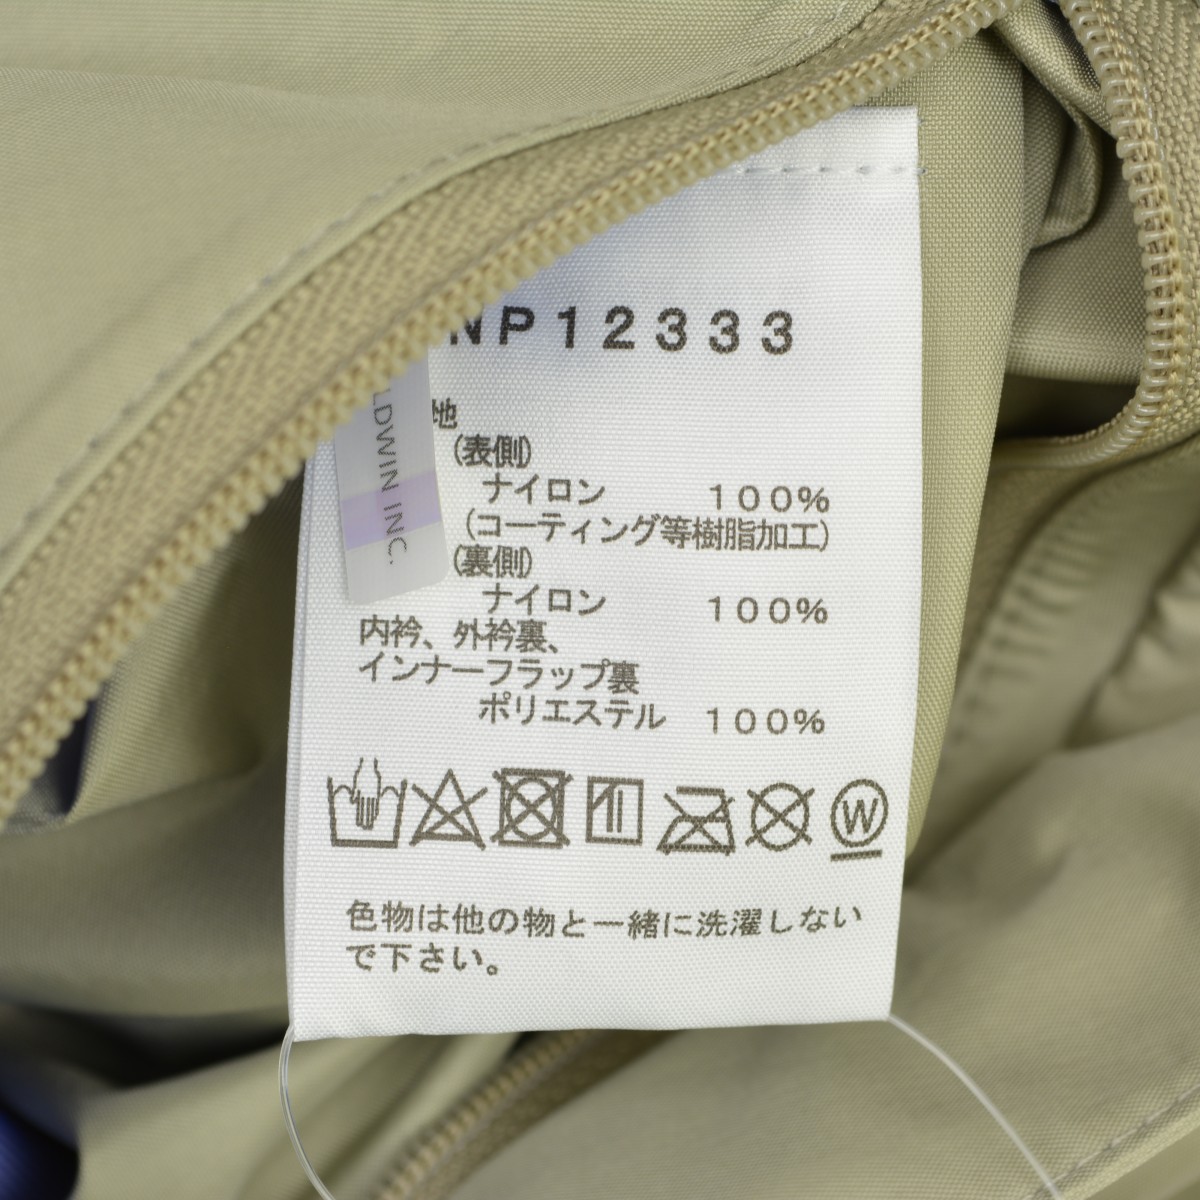 NP12333
地
(表側)
ナイロン 100%
(コーティング等樹脂加工)
(裏側)
ナイロン 100%
内衿、外衿裏、
インナーフラップ裏
ポリエステル 100%
LDWIN INC.
W
色物は他の物と一緒に洗濯しない
で下さい。